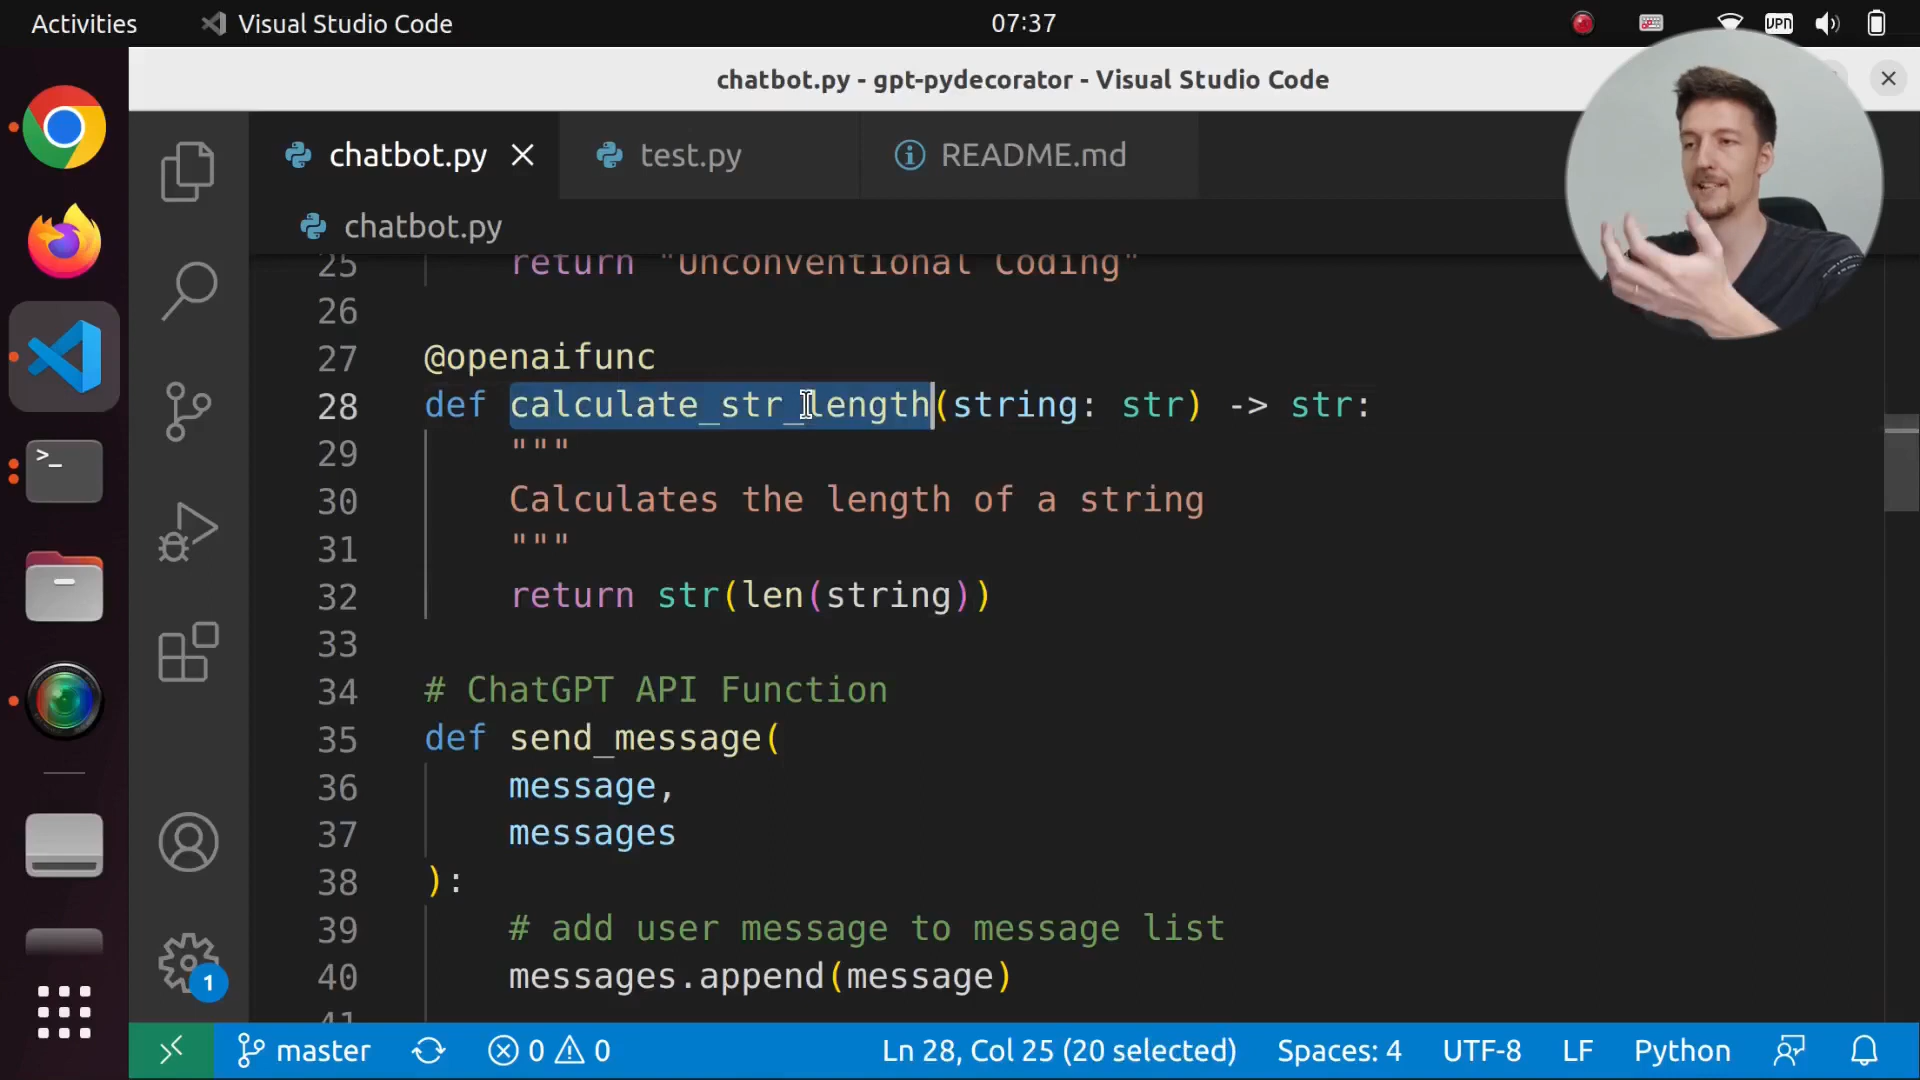 Activities
Visual Studio Code
07:37
VPN
chatbot.py - gpt-pydecorator - Visual Studio Code
chatbot.py
test.py
README.md
chatbot.py
25 return "Unconventional Coding"
26
27 @openaifunc
28 def calculate_str_length(string: str) -> str:
29 """
30 Calculates the length of a string
31 """
32 return str(len(string))
33
34 # ChatGPT API Function
35 def send_message(
36 message,
37 messages
38 ):
39 # add user message to message list
40 messages.append(message)
41
1
master
0
0
Ln 28, Col 25 (20 selected)
Spaces: 4
UTF-8
LF
Python